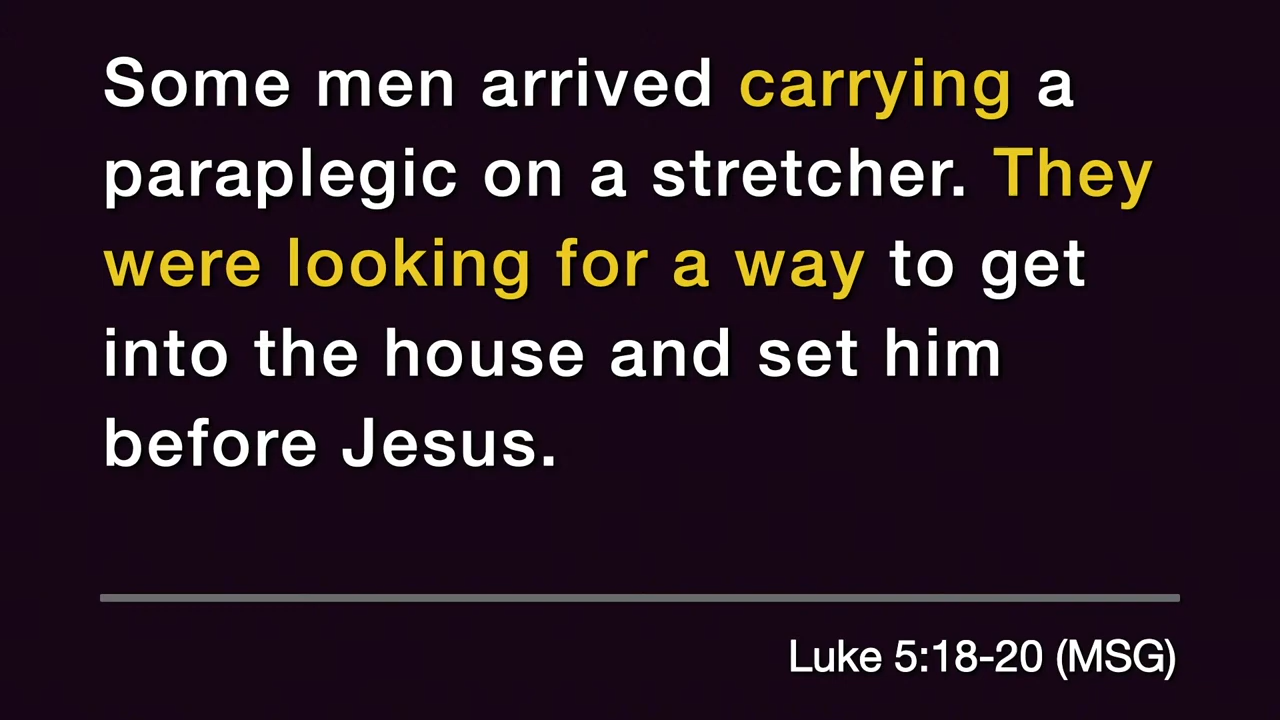 Some men arrived carrying a
paraplegic on a stretcher. They
were looking for a way to get
into the house and set him
before Jesus.
Luke 5:18-20 (MSG)